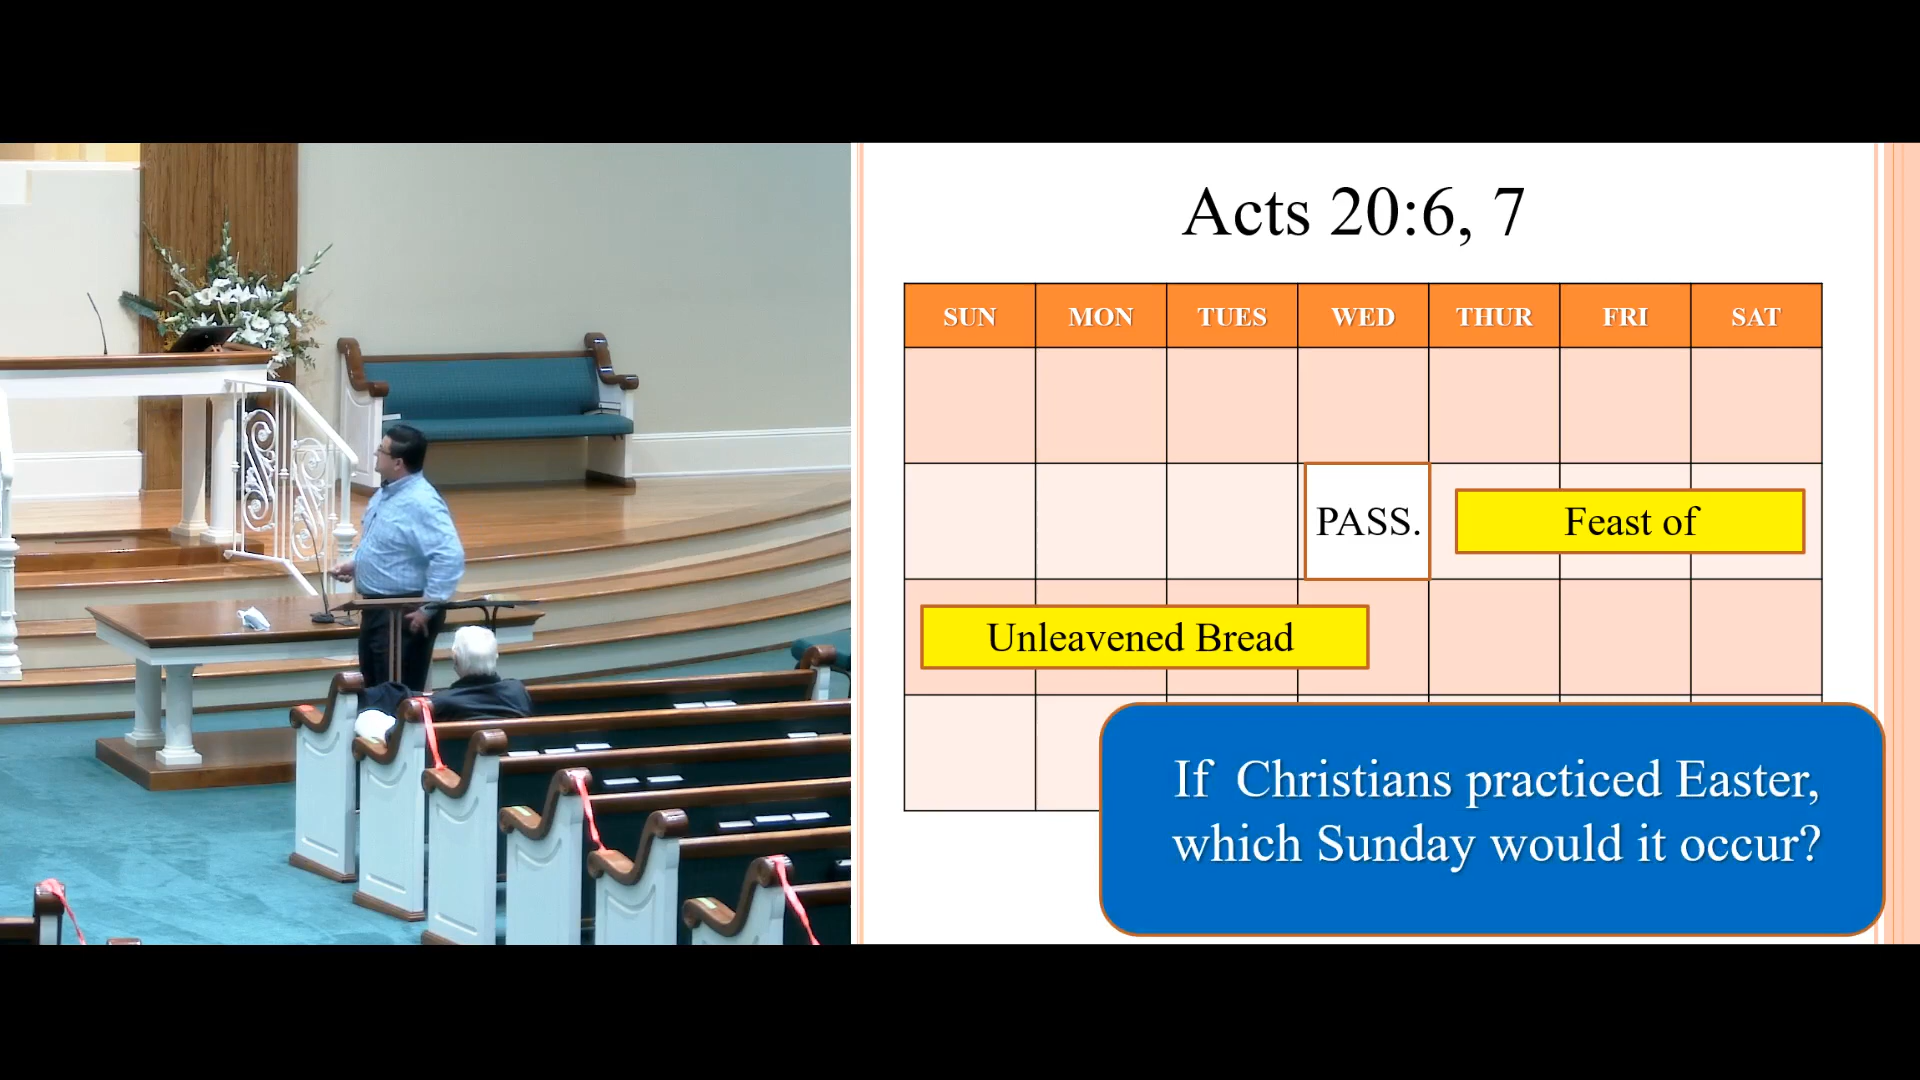 Acts 20:6, 7
SUN MON TUES WED THUR FRI SAT
PASS. Feast of
Unleavened Bread
If Christians practiced Easter,
which Sunday would it occur?